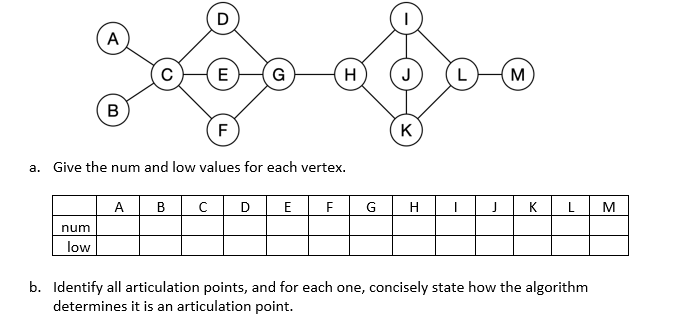 D
I
A
C
E
G
H
J
L
M
B
F
K
a. Give the num and low values for each vertex.
A B C D E F G H I J K L M
num
low
b. Identify all articulation points, and for each one, concisely state how the algorithm
determines it is an articulation point.